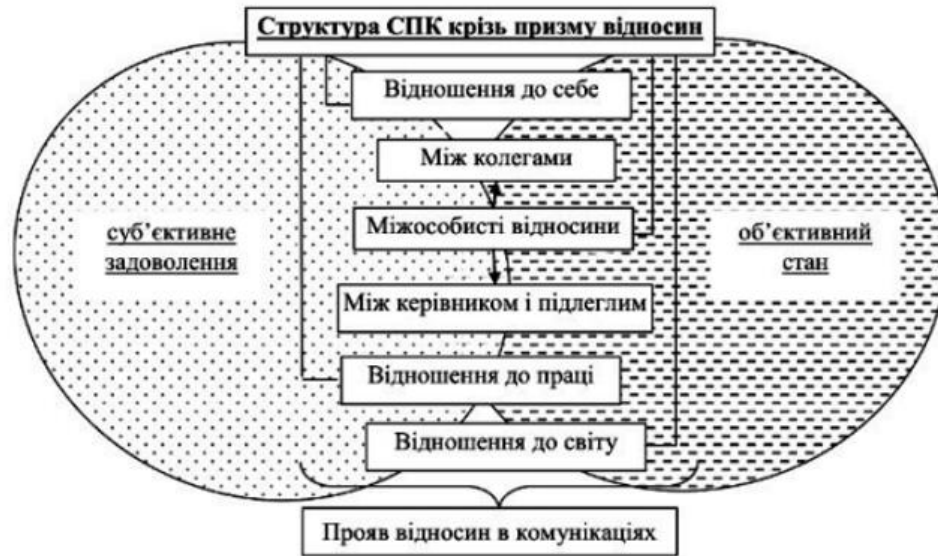 Структура СПК крізь призму відносин
Відношення до себе
Між колегами
суб’єктивне
задоволення
Міжособисті відносини
об’єктивний
стан
Між керівником і підлеглим
Відношення до праці
Відношення до світу
Прояв відносин в комунікаціях